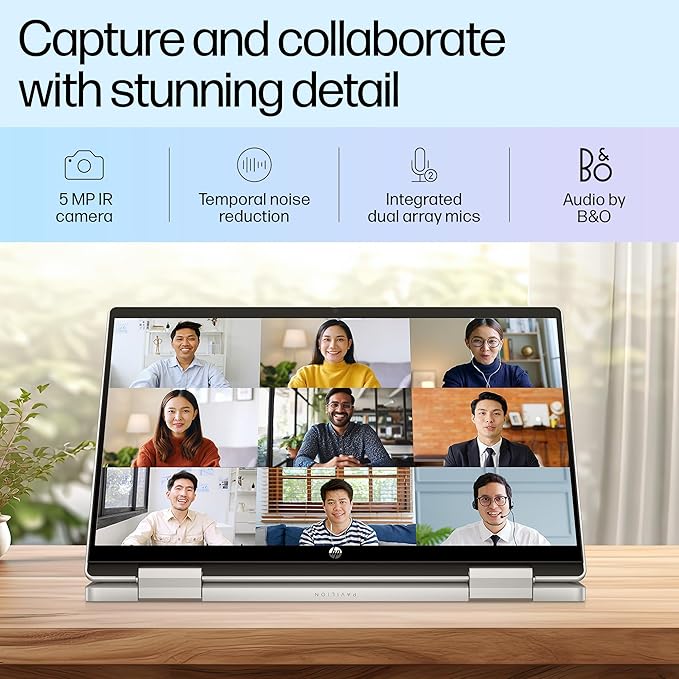 Capture and collaborate
with stunning detail
5 MP IR
camera
Temporal noise
reduction
2
Integrated
dual array mics
B&O
Audio by
B&O
hp
PAVILION